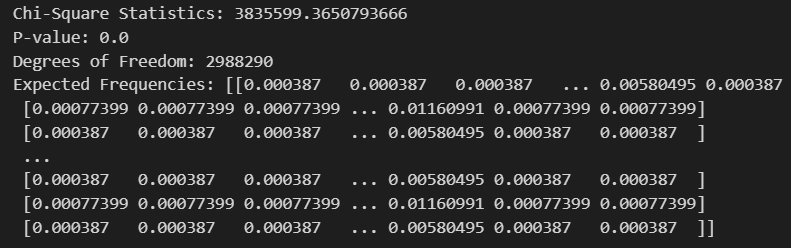 Chi-Square Statistics: 3835599.3650793666
P-value: 0.0
Degrees of Freedom: 2988290
Expected Frequencies: [[0.000387   0.000387   0.000387   ... 0.00580495 0.000387
 [0.00077399 0.00077399 0.00077399 ... 0.01160991 0.00077399 0.00077399]
 [0.000387   0.000387   0.000387   ... 0.00580495 0.000387   0.000387  ]
 ...
 [0.000387   0.000387   0.000387   ... 0.00580495 0.000387   0.000387  ]
 [0.00077399 0.00077399 0.00077399 ... 0.01160991 0.00077399 0.00077399]
 [0.000387   0.000387   0.000387   ... 0.00580495 0.000387   0.000387  ]]